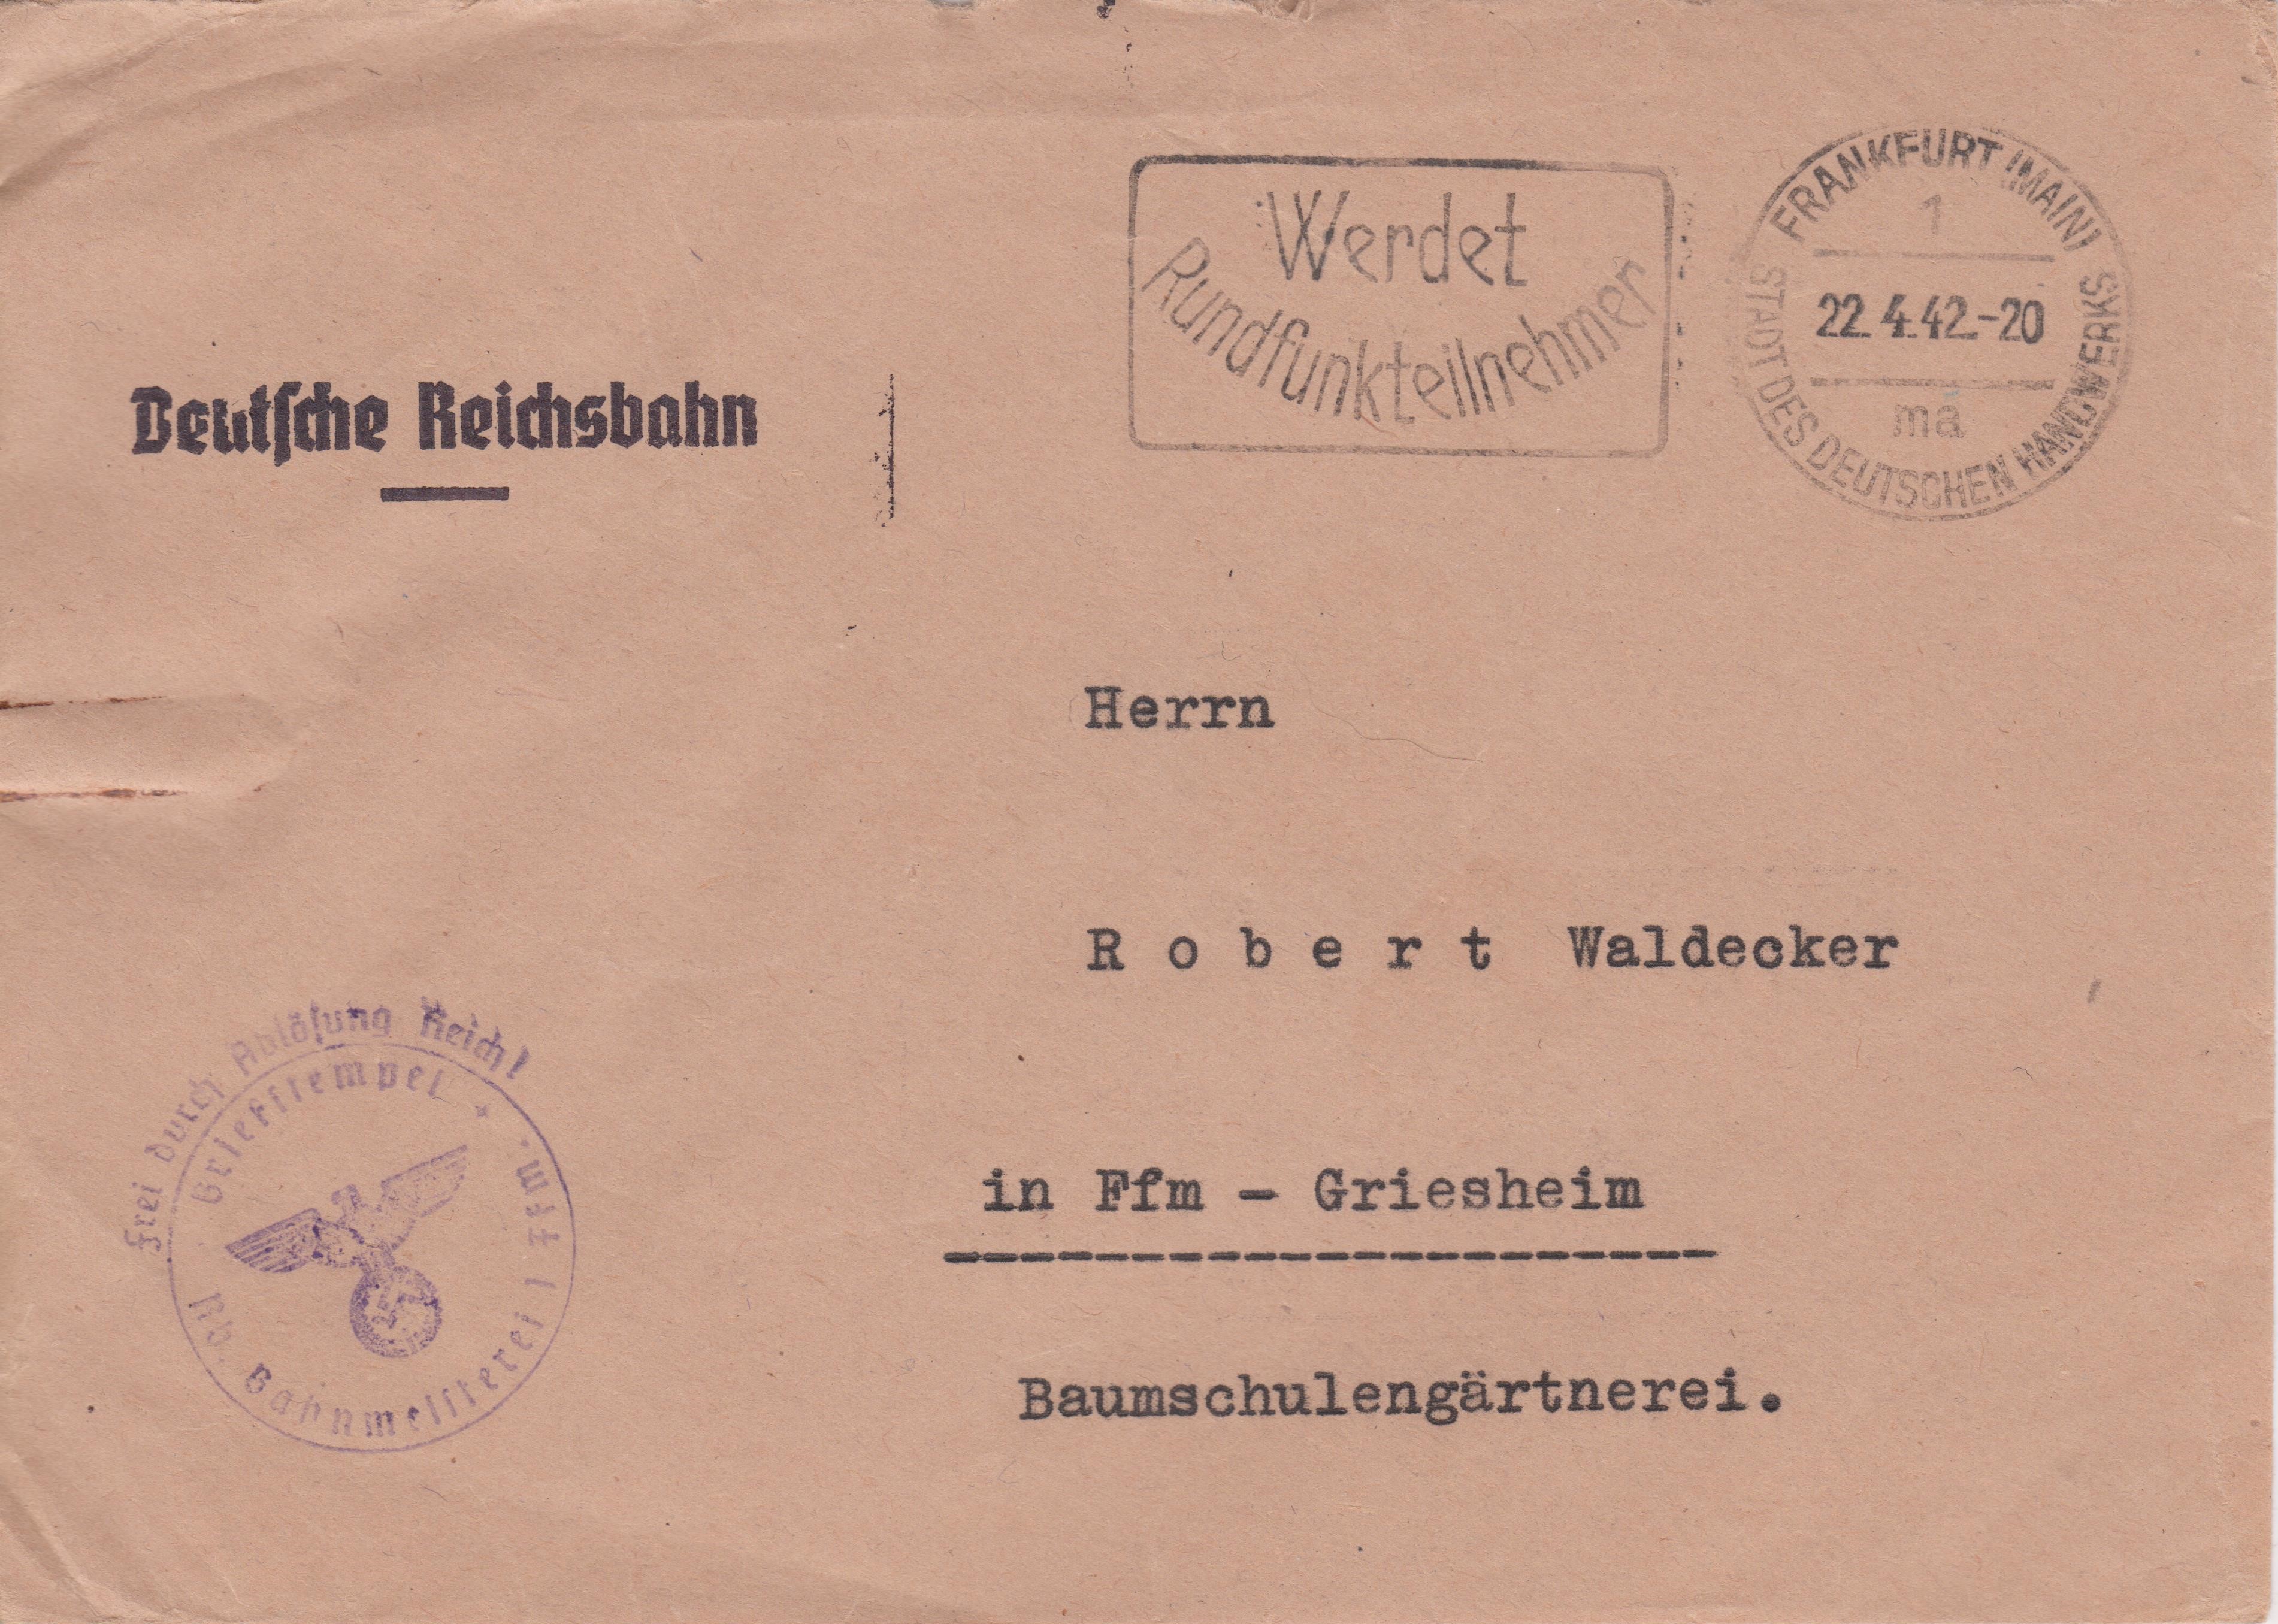 Deutsche Reichsbahn
Werdet
Rundfunkteilnehmer
FRANKFURT (MAIN)
1
22.4.42.-20
mä
STADT DES DEUTSCHEN HANDWERKS
Herrn
R o b e r t Waldecker
in Ffm - Griesheim
Baumschulengärtnerei.
Frei durch Ablösung Reich!
Briefstempel
Rb. Bahnmeisterei 1 Ffm.